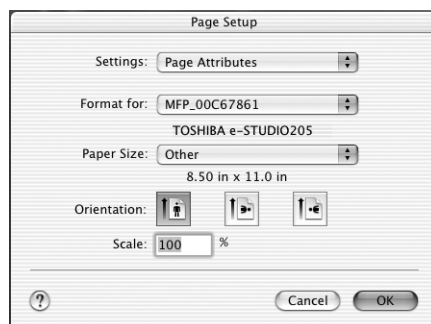 Page Setup
Settings: Page Attributes
Format for: MFP_00C67861
TOSHIBA e-STUDIO205
Paper Size: Other
8.50 in x 11.0 in
Orientation:
Scale: 100 %
? Cancel OK